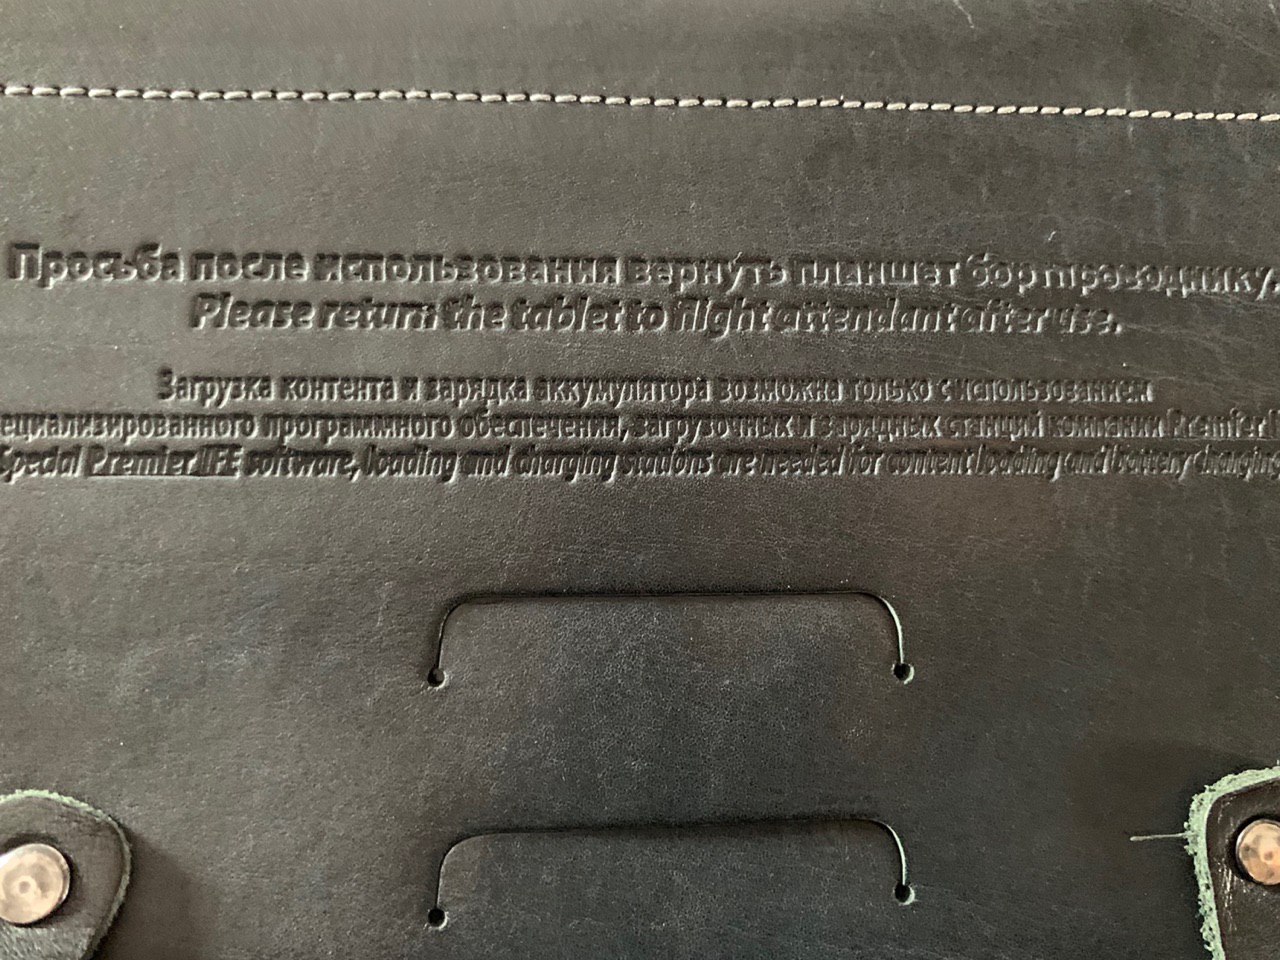 Просьба после использования вернуть планшет бортпроводнику.
Please return the tablet to flight attendant after use.
Загрузка контента и зарядка аккумулятора возможна только с использованием
ециализированного программного обеспечения, загрузочных и зарядных станций компании Premier
Special Premier IFE software, loading and charging stations are needed for content loading and battery charging